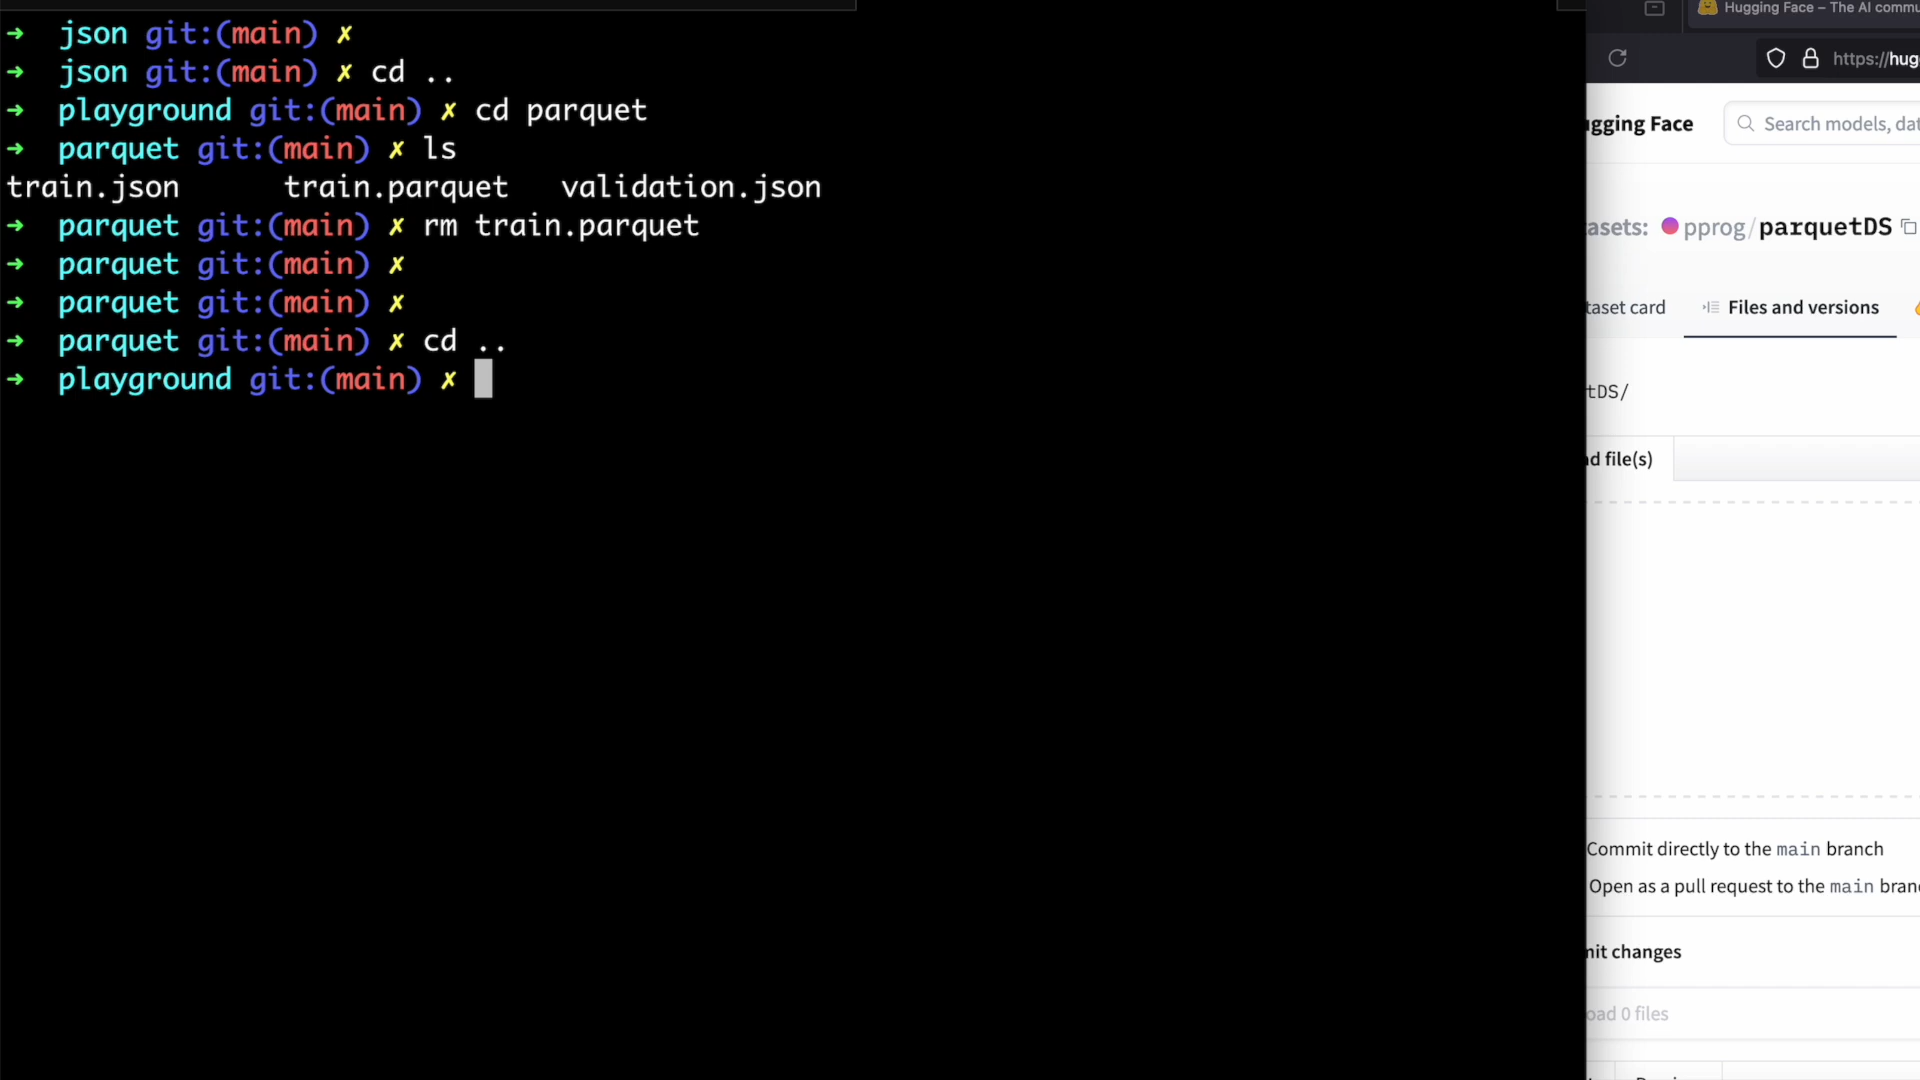 ➜ json git:(main) ✗
➜ json git:(main) ✗ cd ..
➜ playground git:(main) ✗ cd parquet
➜ parquet git:(main) ✗ ls
train.json train.parquet validation.json
➜ parquet git:(main) ✗ rm train.parquet
➜ parquet git:(main) ✗
➜ parquet git:(main) ✗
➜ parquet git:(main) ✗ cd ..
➜ playground git:(main) ✗
Hugging Face – The AI commu
https://hugg
gging Face
Search models, dat
asets: pprog/parquetDS
taset card
Files and versions
tDS/
d file(s)
Commit directly to the main branch
Open as a pull request to the main bran
nit changes
oad 0 files